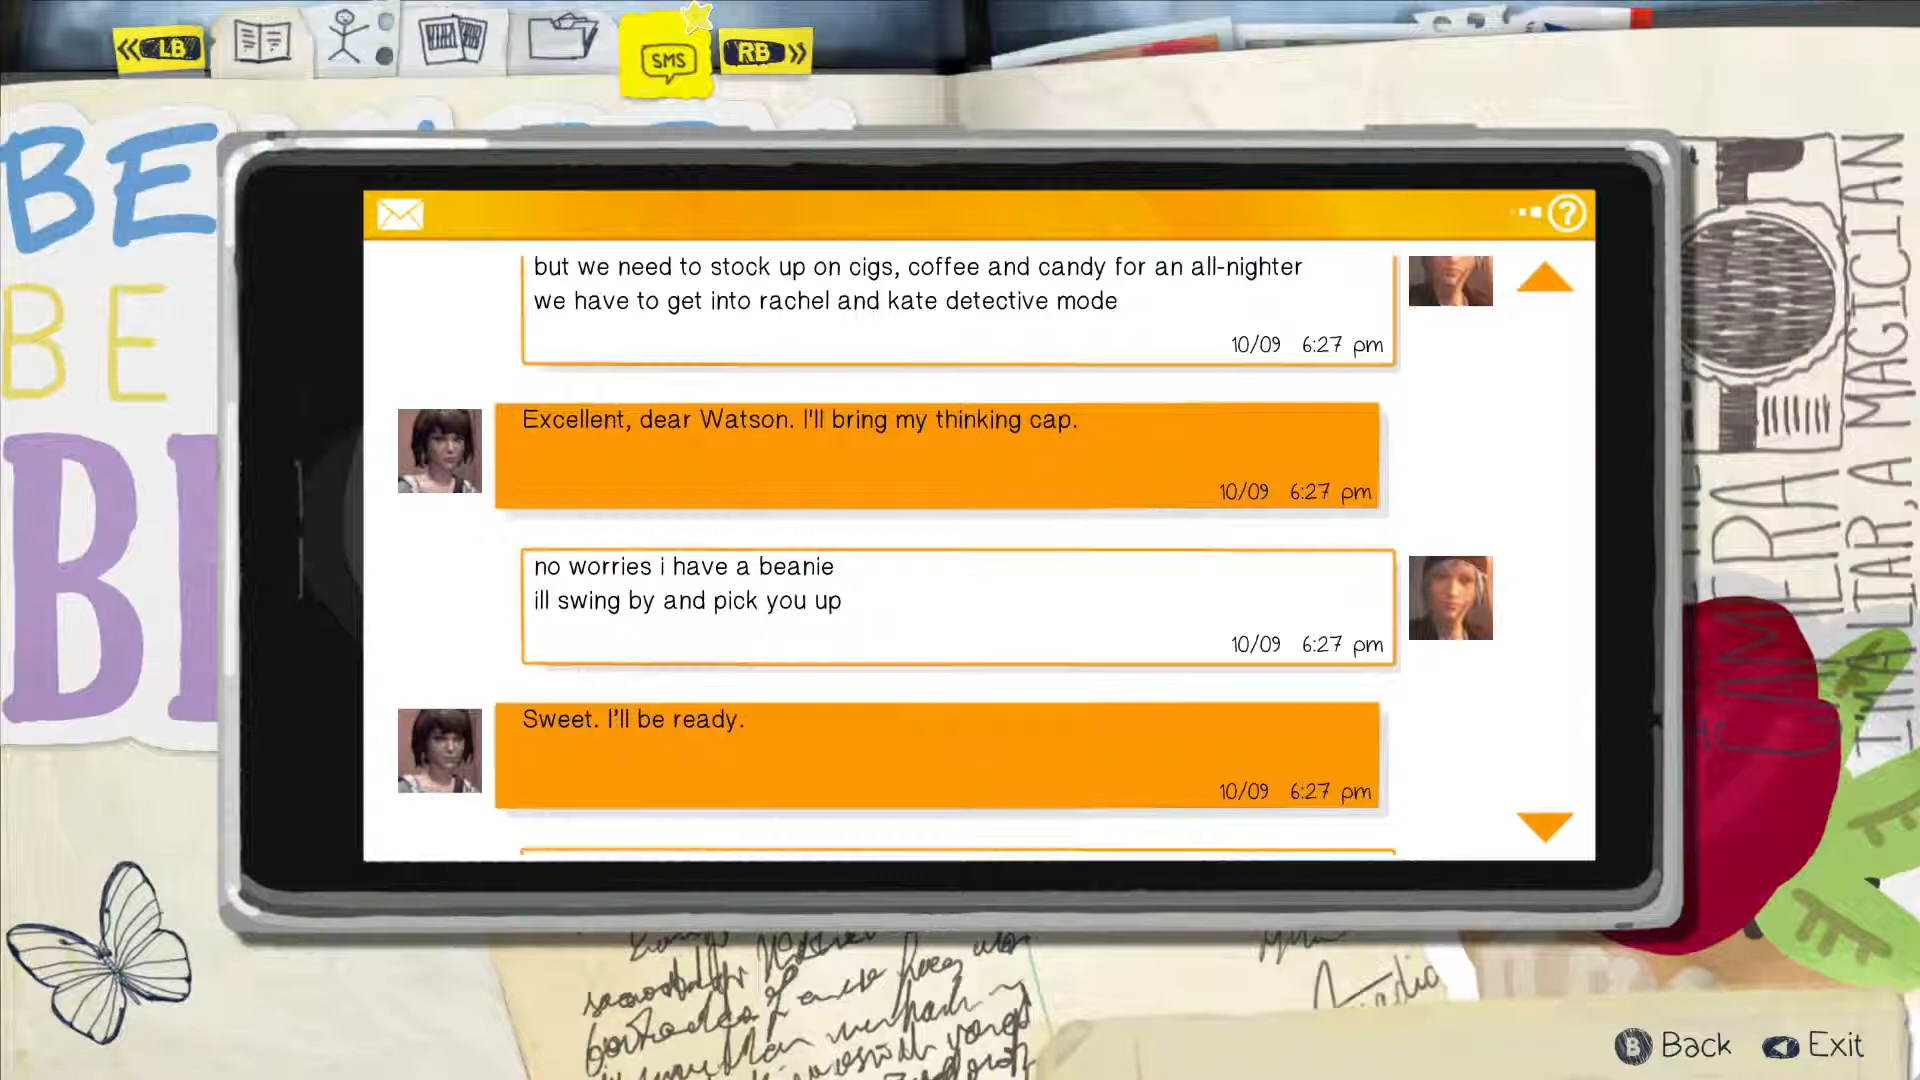 LB
SMS
RB
BE
BE
but we need to stock up on cigs, coffee and candy for an all-nighter
we have to get into rachel and kate detective mode
10/09 6:27 pm
Excellent, dear Watson. I'll bring my thinking cap.
10/09 6:27 pm
no worries i have a beanie
ill swing by and pick you up
10/09 6:27 pm
Sweet. I'll be ready.
10/09 6:27 pm
A MAGICIAN
LIAR,
B Back
Exit